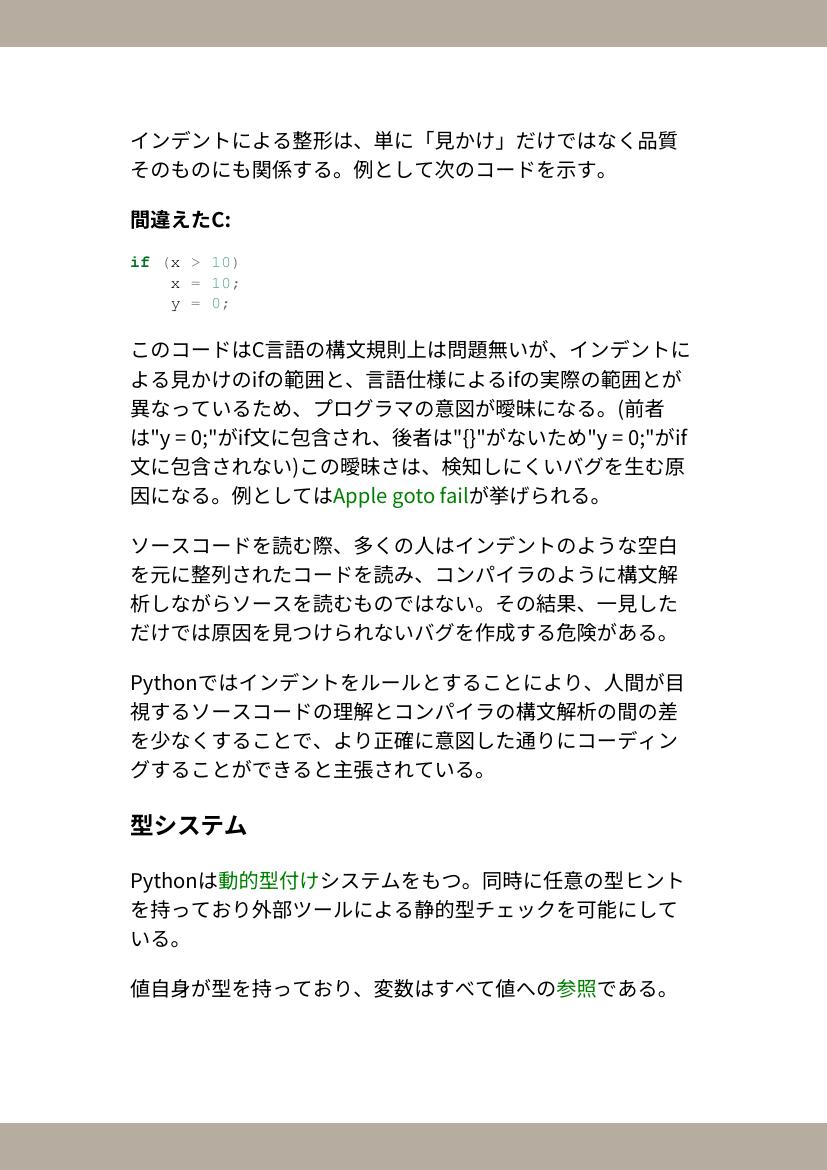 インデントによる整形は、単に「見かけ」だけではなく品質
そのものにも関係する。例として次のコードを示す。
間違えたC:
if (x > 10)
    x = 10;
    y = 0;
このコードはC言語の構文規則上は問題無いが、インデントに
よる見かけのifの範囲と、言語仕様によるifの実際の範囲とが
異なっているため、プログラマの意図が曖昧になる。(前者
は"y = 0;"がif文に包含され、後者は"{}"がないため"y = 0;"がif
文に包含されない)この曖昧さは、検知しにくいバグを生む原
因になる。例としてはApple goto failが挙げられる。
ソースコードを読む際、多くの人はインデントのような空白
を元に整列されたコードを読み、コンパイラのように構文解
析しながらソースを読むものではない。その結果、一見した
だけでは原因を見つけられないバグを作成する危険がある。
Pythonではインデントをルールとすることにより、人間が目
視するソースコードの理解とコンパイラの構文解析の間の差
を少なくすることで、より正確に意図した通りにコーディン
グすることができると主張されている。
型システム
Pythonは動的型付けシステムをもつ。同時に任意の型ヒント
を持っており外部ツールによる静的型チェックを可能にして
いる。
値自身が型を持っており、変数はすべて値への参照である。